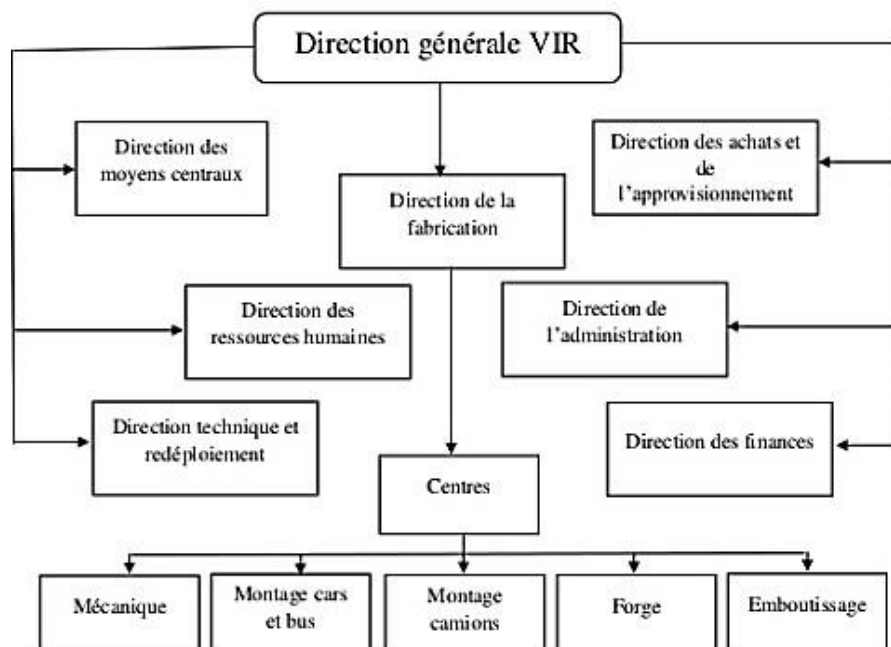 Direction générale VIR
Direction des
moyens centraux
Direction des achats et
de
l’approvisionnement
Direction de la
fabrication
Direction des
ressources humaines
Direction de
l’administration
Direction technique et
redéploiement
Direction des finances
Centres
Mécanique
Montage cars
et bus
Montage
camions
Forge
Emboutissage